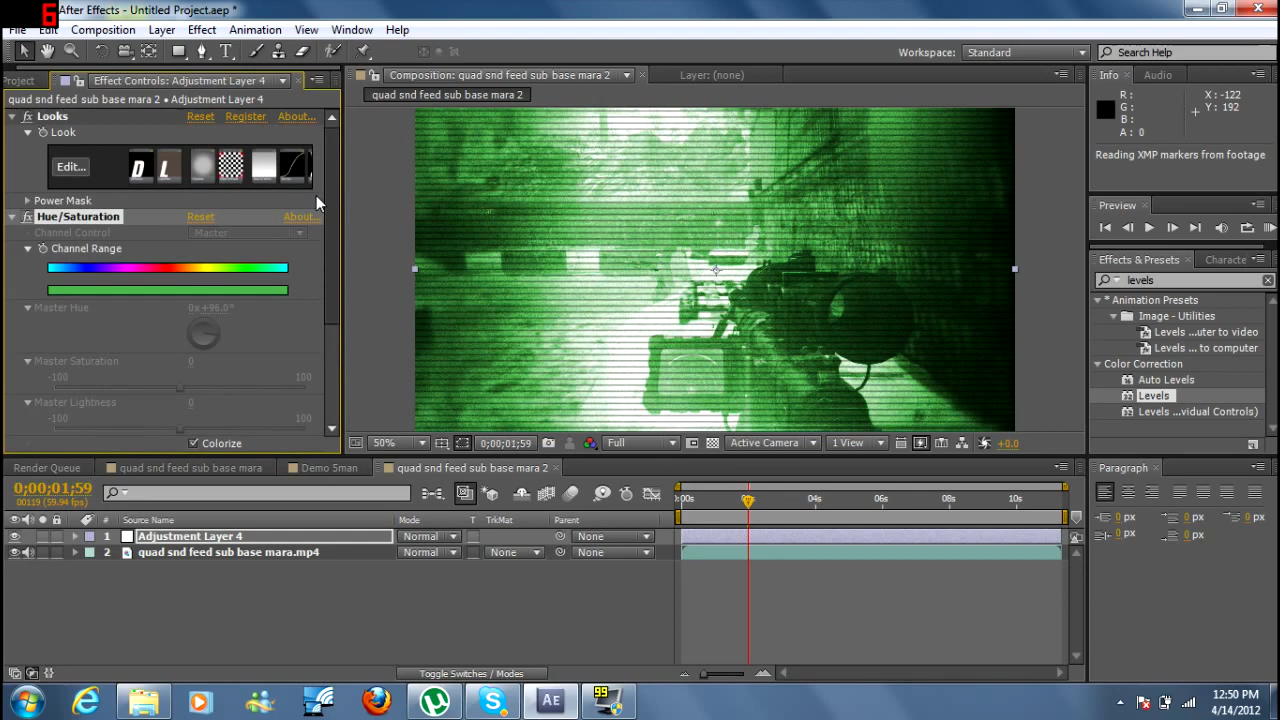 6
After Effects - Untitled Project.aep *
File Edit Composition Layer Effect Animation View Window Help
Workspace: Standard Search Help
Project Effect Controls: Adjustment Layer 4
Composition: quad snd feed sub base mara 2 Layer: (none)
Info Audio
quad snd feed sub base mara 2 • Adjustment Layer 4
quad snd feed sub base mara 2
R : X : -122
G : Y : 192
B :
A : 0
Looks Reset Register About...
Look
Edit... D L
Reading XMP markers from footage
Power Mask
Preview
Hue/Saturation Reset About...
Channel Control Master
Channel Range
Effects & Presets Characte
levels
* Animation Presets
Image - Utilities
Levels ...uter to video
Levels ... to computer
Color Correction
Auto Levels
Levels
Levels ...vidual Controls)
Master Hue 0x+96.0°
Master Saturation 0
-100 100
Master Lightness 0
-100 100
Colorize
50% 0;00;01;59 Full Active Camera 1 View +0.0
Render Queue quad snd feed sub base mara Demo 5man quad snd feed sub base mara 2
Paragraph
0;00;01;59
00119 (59.94 fps)
:00s 04s 06s 08s 10s
# Source Name Mode T TrkMat Parent
1 Adjustment Layer 4 Normal None
2 quad snd feed sub base mara.mp4 Normal None None
0 px 0 px 0 px
0 px 0 px
Toggle Switches / Modes
Ae 99
12:50 PM
4/14/2012